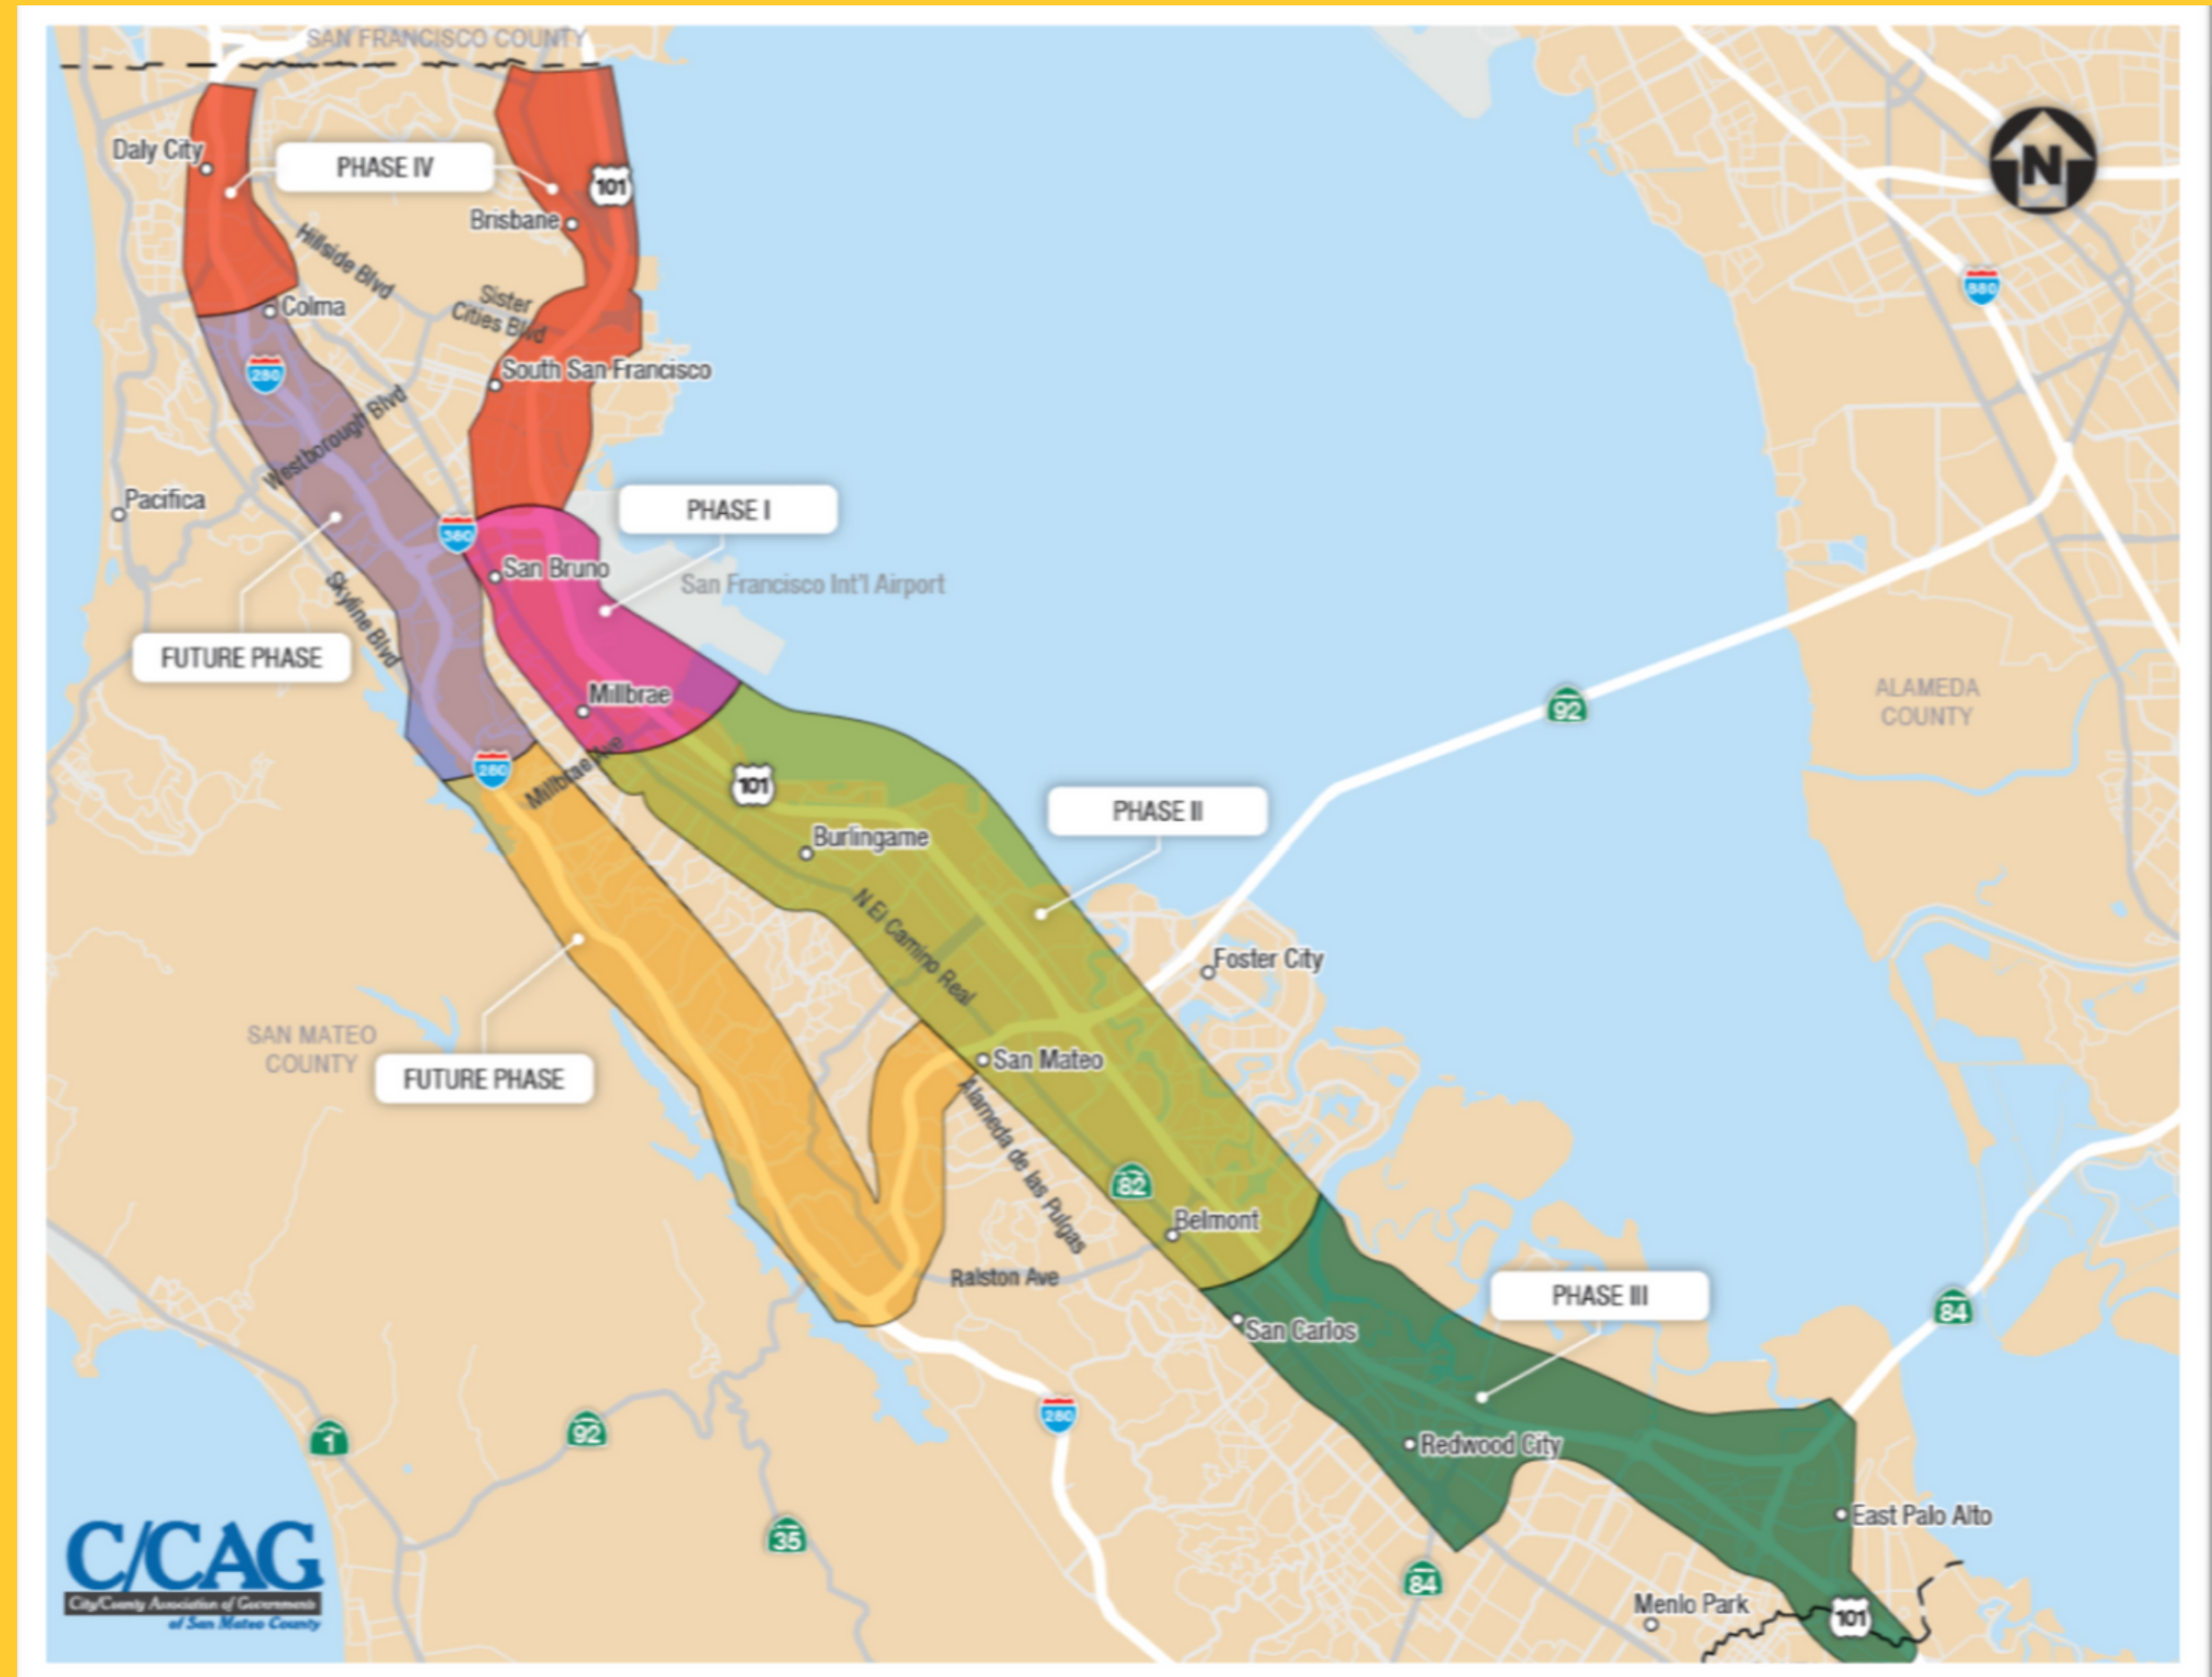 SAN FRANCISCO COUNTY
Daly City
PHASE IV
101
N
Brisbane
Hillside Blvd
Sister
Cities Blvd
880
Colma
280
South San Francisco
Westborough Blvd
Pacifica
PHASE I
380
San Bruno
San Francisco Int'l Airport
Skyline Blvd
FUTURE PHASE
Millbrae
92
ALAMEDA
COUNTY
280
Millbrae Ave
101
PHASE II
Burlingame
N El Camino Real
Foster City
SAN MATEO
COUNTY
FUTURE PHASE
San Mateo
Alameda de las Pulgas
82
Belmont
Ralston Ave
PHASE III
84
San Carlos
280
1
92
Redwood City
35
East Palo Alto
84
Menlo Park
101
C/CAG
City/County Association of Governments
of San Mateo County